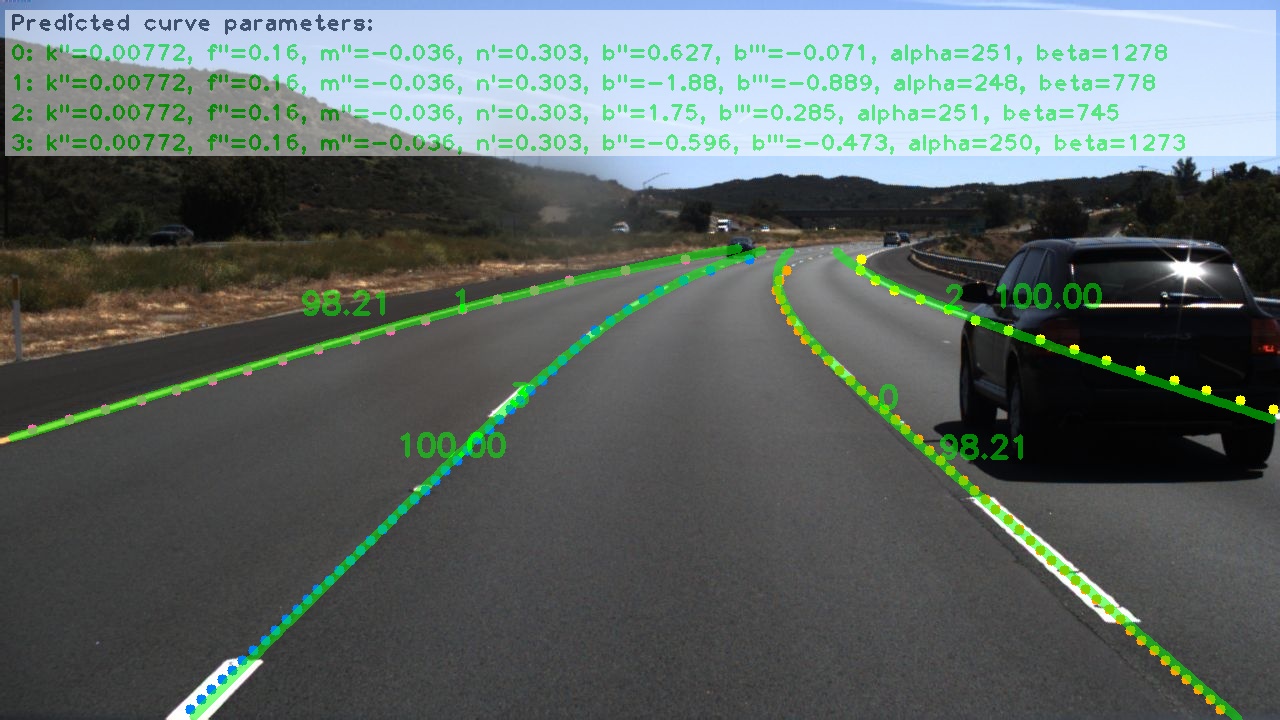 Predicted curve parameters:
0: k''=0.00772, f''=0.16, m''=-0.036, n'=0.303, b''=0.627, b'''=-0.071, alpha=251, beta=1278
1: k''=0.00772, f''=0.16, m''=-0.036, n'=0.303, b''=-1.88, b'''=-0.889, alpha=248, beta=778
2: k''=0.00772, f''=0.16, m''=-0.036, n'=0.303, b''=1.75, b'''=0.285, alpha=251, beta=745
3: k''=0.00772, f''=0.16, m''=-0.036, n'=0.303, b''=-0.596, b'''=-0.473, alpha=250, beta=1273
98.21 1
2 100.00
3
0
100.00
98.21